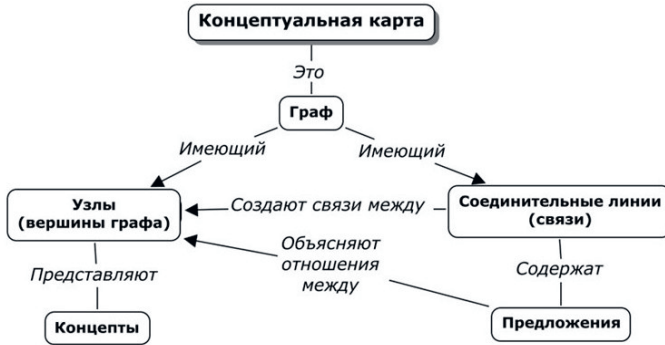 Концептуальная карта
Это
Граф
Имеющий
Имеющий
Узлы
(вершины графа)
Создают связи между
Соединительные линии
(связи)
Объясняют
отношения
между
Представляют
Содержат
Концепты
Предложения